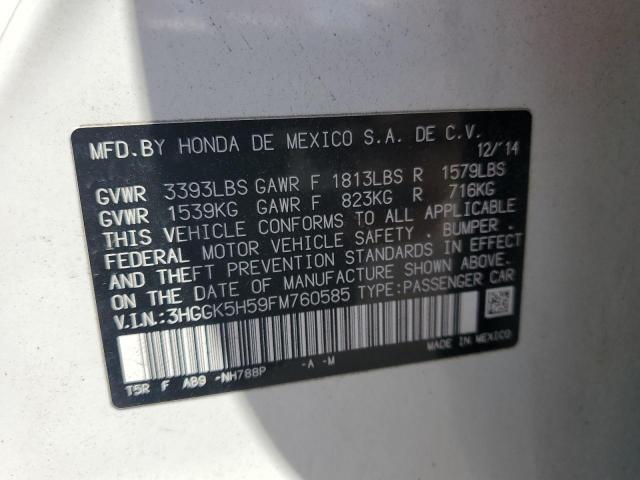 MFD.BY HONDA DE MEXICO S.A. DE C.V.
12/14
GVWR 3393LBS GAWR F 1813LBS R 1579LBS
GVWR 1539KG GAWR F 823KG R 716KG
THIS VEHICLE CONFORMS TO ALL APPLICABLE
FEDERAL MOTOR VEHICLE SAFETY . BUMPER .
AND THEFT PREVENTION STANDARDS IN EFFECT
ON THE DATE OF MANUFACTURE SHOWN ABOVE.
V.I.N.:3HGGK5H59FM760585 TYPE:PASSENGER CAR
MADE IN MEXICO
T5R F AB9 -NH788P -A -M